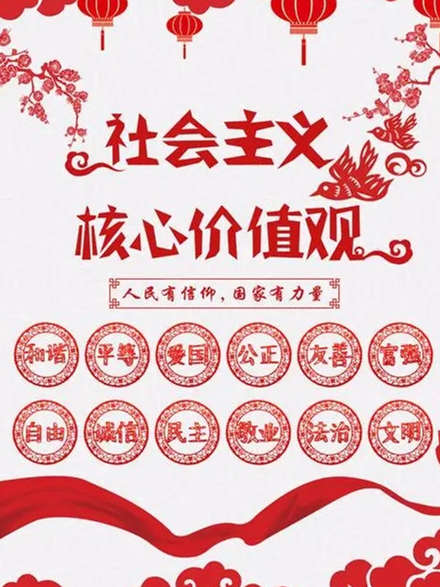 社会主义
核心价值观
人民有信仰，国家有力量
和谐 平等 爱国 公正 友善 富强
自由 诚信 民主 敬业 法治 文明